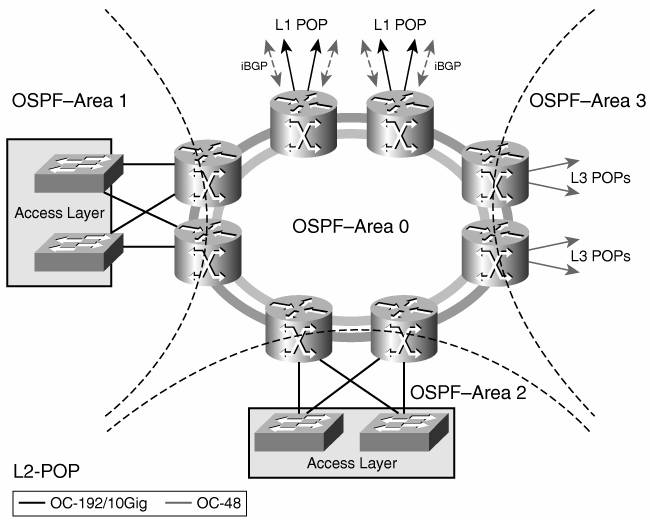 L1 POP
L1 POP
iBGP
iBGP
OSPF–Area 1
OSPF–Area 3
L3 POPs
Access Layer
OSPF–Area 0
L3 POPs
OSPF–Area 2
Access Layer
L2-POP
OC-192/10Gig
OC-48